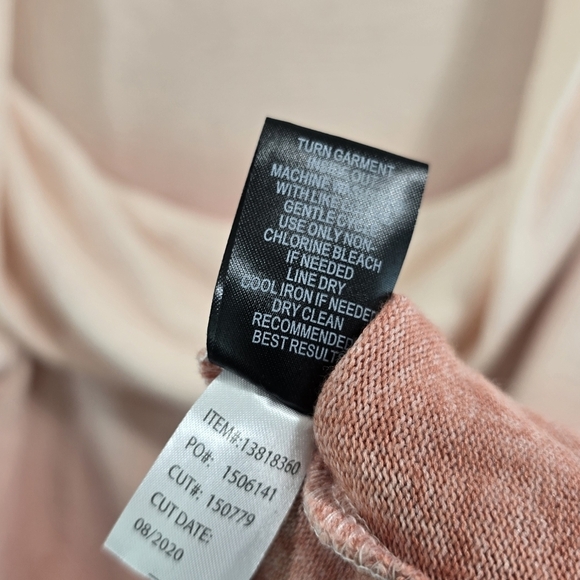 TURN GARMENT
MACHINE
WITH LIKE
GENTLE
USE ONLY NON-
CHLORINE BLEACH
IF NEEDED
LINE DRY
COOL IRON IF NEEDED
DRY CLEAN
RECOMMENDED
BEST RESULT
ITEM#:13818360
PO#: 1506141
CUT#: 150779
CUT DATE:
08/2020